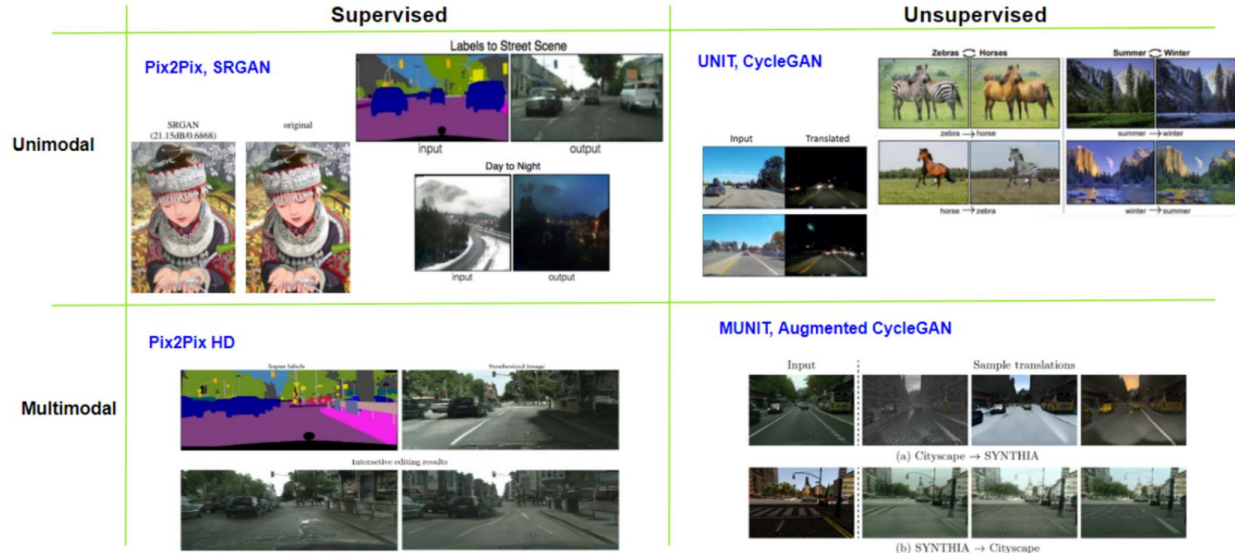 Supervised
Unsupervised
Unimodal
Pix2Pix, SRGAN
SRGAN
(21.15dB/0.6868)
original
Labels to Street Scene
input
output
Day to Night
input
output
UNIT, CycleGAN
Input
Translated
Zebras Horses
zebra → horse
horse → zebra
Summer Winter
summer → winter
winter → summer
Multimodal
Pix2Pix HD
Input labels
Synthesized image
Interactive editing results
MUNIT, Augmented CycleGAN
Input
Sample translations
(a) Cityscape → SYNTHIA
(b) SYNTHIA → Cityscape